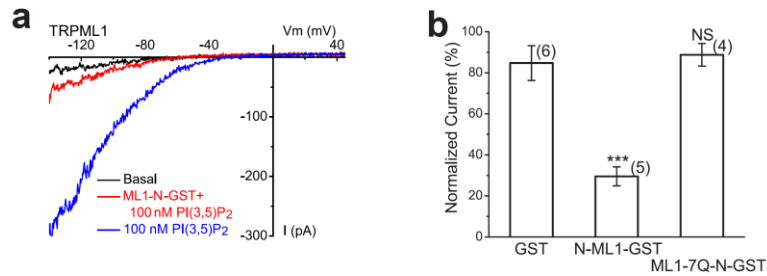 a
TRPML1
Vm (mV)
-120
-80
-40
40
-100
-200
-300
I (pA)
Basal
ML1-N-GST+
100 nM PI(3,5)P2
100 nM PI(3,5)P2
b
Normalized Current (%)
100
80
60
40
20
0
(6)
***(5)
NS
(4)
GST
N-ML1-GST
ML1-7Q-N-GST